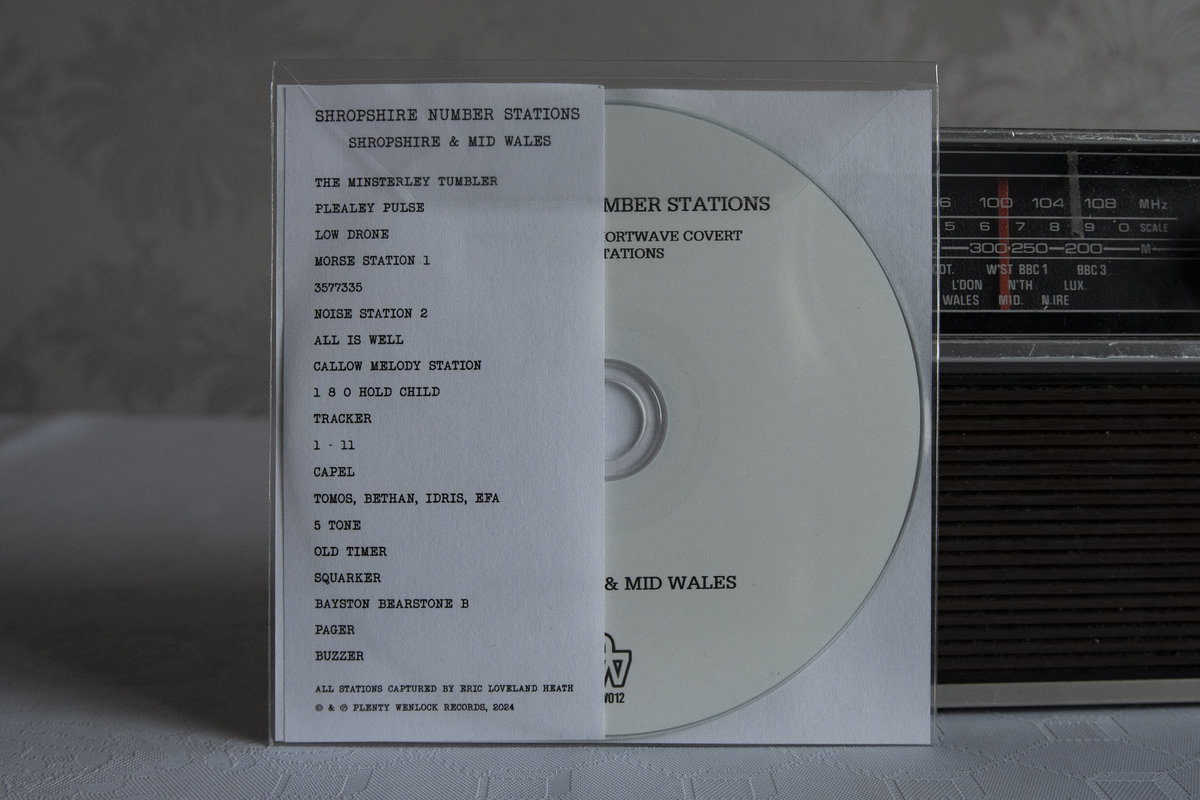 SHROPSHIRE NUMBER STATIONS
SHROPSHIRE & MID WALES
THE MINSTERLEY TUMBLER
PLEALEY PULSE
LOW DRONE
MORSE STATION 1
3577335
NOISE STATION 2
ALL IS WELL
CALLOW MELODY STATION
1 8 0 HOLD CHILD
TRACKER
1 - 11
CAPEL
TOMOS, BETHAN, IDRIS, EFA
5 TONE
OLD TIMER
SQUARKER
BAYSTON BEARSTONE B
PAGER
BUZZER
ALL STATIONS CAPTURED BY ERIC LOVELAND HEATH
© & ℗ PLENTY WENLOCK RECORDS, 2024
MBER STATIONS
ORTWAVE COVERT
TATIONS
& MID WALES
W012
100 104 108 MHz
5 6 7 8 9 0 SCALE
300 250 200 M
W'ST BBC1 BBC3
L'DON N'TH LUX.
WALES MID. N.IRE